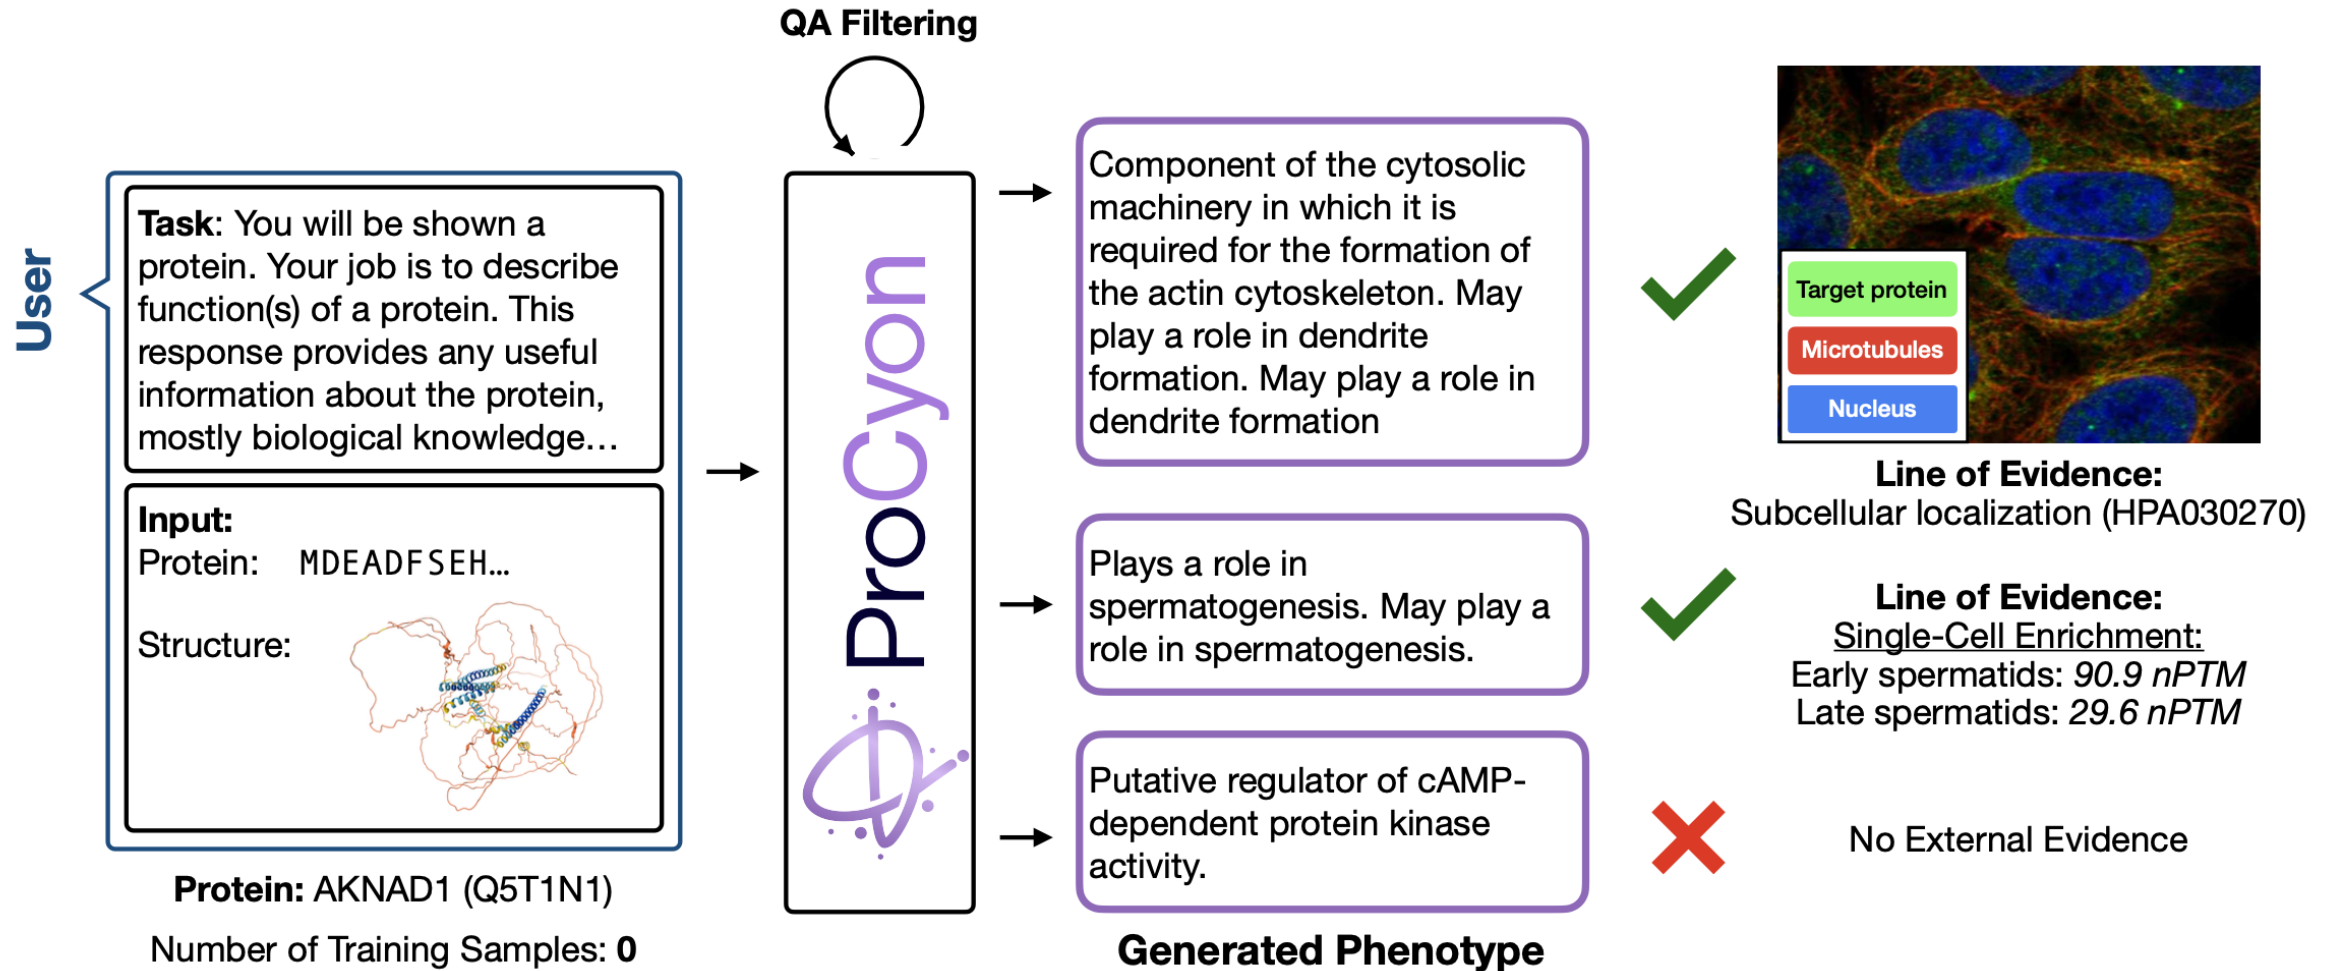 QA Filtering
User
Task: You will be shown a
protein. Your job is to describe
function(s) of a protein. This
response provides any useful
information about the protein,
mostly biological knowledge…
Input:
Protein: MDEADFSEH…
Structure:
Protein: AKNAD1 (Q5T1N1)
Number of Training Samples: 0
ProCyon
Component of the cytosolic
machinery in which it is
required for the formation of
the actin cytoskeleton. May
play a role in dendrite
formation. May play a role in
dendrite formation
Plays a role in
spermatogenesis. May play a
role in spermatogenesis.
Putative regulator of cAMP-
dependent protein kinase
activity.
Generated Phenotype
Target protein
Microtubules
Nucleus
Line of Evidence:
Subcellular localization (HPA030270)
Line of Evidence:
Single-Cell Enrichment:
Early spermatids: 90.9 nPTM
Late spermatids: 29.6 nPTM
No External Evidence